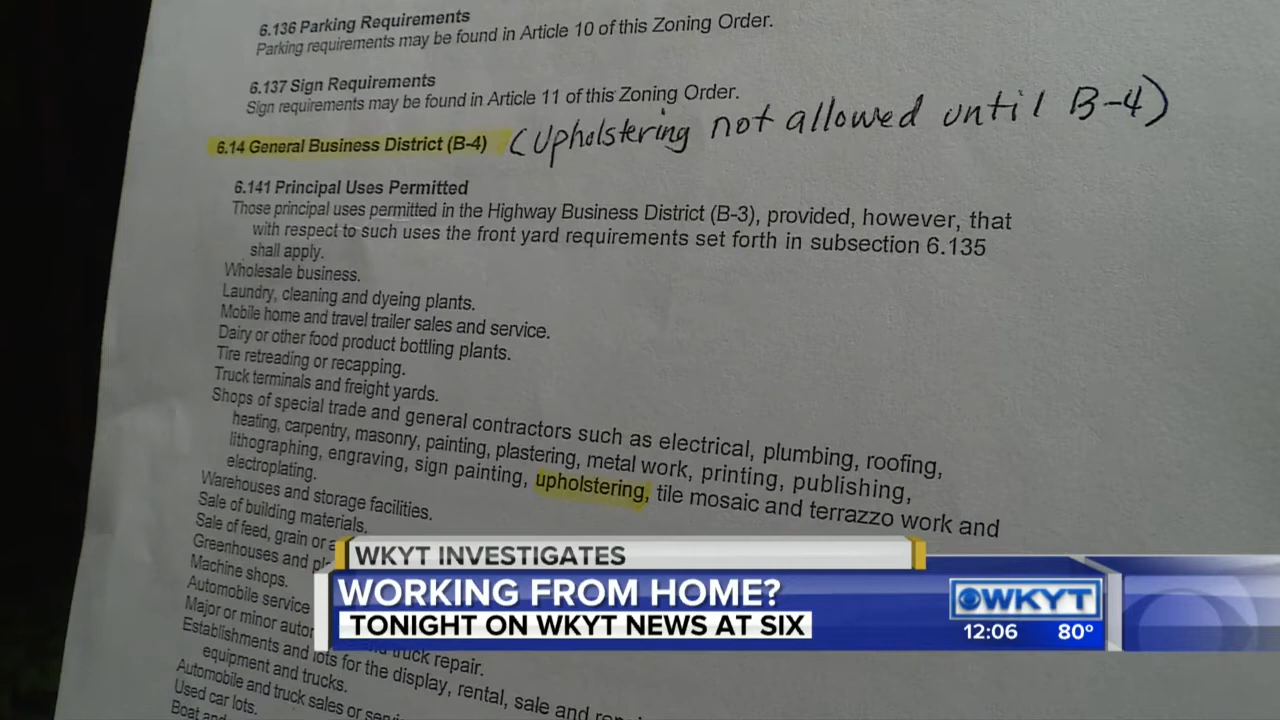 6.136 Parking Requirements
Parking requirements may be found in Article 10 of this Zoning Order.
6.137 Sign Requirements
Sign requirements may be found in Article 11 of this Zoning Order.
6.14 General Business District (B-4) (Upholstering not allowed until B-4)
6.141 Principal Uses Permitted
Those principal uses permitted in the Highway Business District (B-3), provided, however, that
with respect to such uses the front yard requirements set forth in subsection 6.135
shall apply.
Wholesale business.
Laundry, cleaning and dyeing plants.
Mobile home and travel trailer sales and service.
Dairy or other food product bottling plants.
Tire retreading or recapping.
Truck terminals and freight yards.
Shops of special trade and general contractors such as electrical, plumbing, roofing,
heating, carpentry, masonry, painting, plastering, metal work, printing, publishing,
lithographing, engraving, sign painting, upholstering, tile mosaic and terrazzo work and
electroplating.
Warehouses and storage facilities.
Sale of building materials.
Sale of feed, grain or
Greenhouses and
Machine shops.
Automobile service
Major or minor
truck repair.
Establishments and lots for the display, rental, sale and
equipment and trucks.
Automobile and truck sales or
Used car lots.
Boat
WKYT INVESTIGATES
WORKING FROM HOME?
TONIGHT ON WKYT NEWS AT SIX
WKYT
12:06 80°